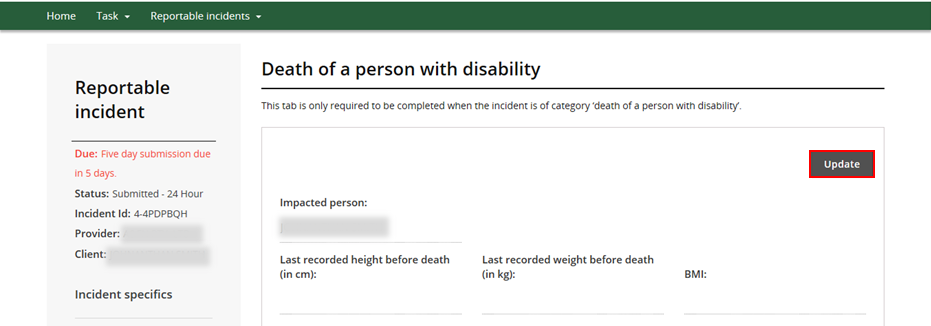 Home Task Reportable incidents
Reportable
incident
Due: Five day submission due
in 5 days.
Status: Submitted - 24 Hour
Incident Id: 4-4PDPBQH
Provider:
Client:
Incident specifics
Death of a person with disability
This tab is only required to be completed when the incident is of category ‘death of a person with disability’.
Update
Impacted person:
Last recorded height before death
(in cm):
Last recorded weight before death
(in kg):
BMI: